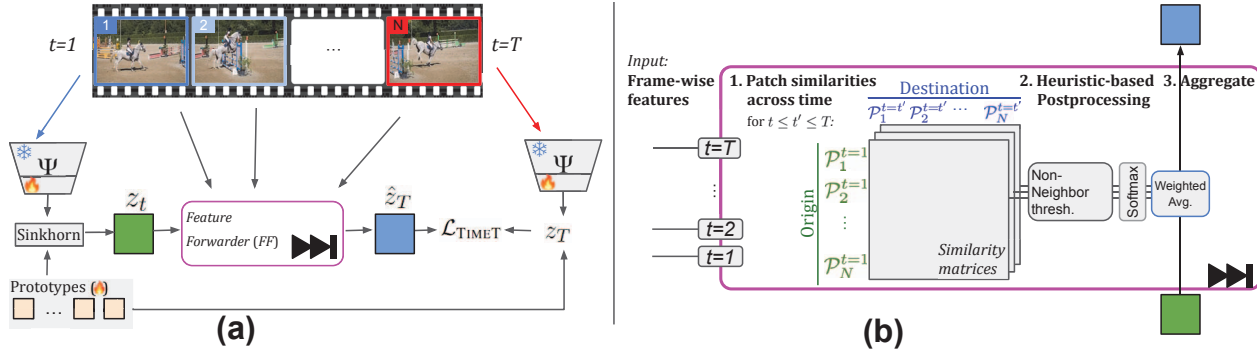 1
2
...
N
t=1
t=T
Ψ
Ψ
z_t
ẑ_T
Sinkhorn
Feature
Forwarder (FF)
L_TIMET
z_T
Prototypes ( )
...
(a)
Input:
Frame-wise
features
1. Patch similarities
across time
for t ≤ t' ≤ T:
Destination
P_1^{t=t'} P_2^{t=t'} ... P_N^{t=t'}
2. Heuristic-based
Postprocessing
3. Aggregate
t=T
⋮
t=2
t=1
Origin
P_1^{t=1}
P_2^{t=1}
⋮
P_N^{t=1}
Similarity
matrices
Non-
Neighbor
thresh.
Softmax
Weighted
Avg.
(b)